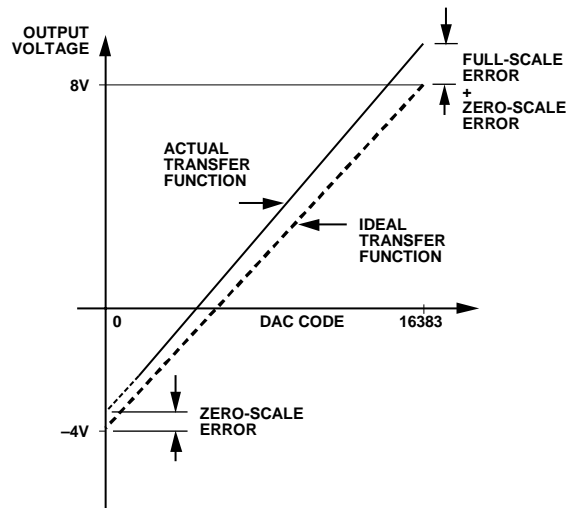 OUTPUT
VOLTAGE
8V
FULL-SCALE
ERROR
+
ZERO-SCALE
ERROR
ACTUAL
TRANSFER
FUNCTION
IDEAL
TRANSFER
FUNCTION
0
DAC CODE
16383
ZERO-SCALE
ERROR
–4V